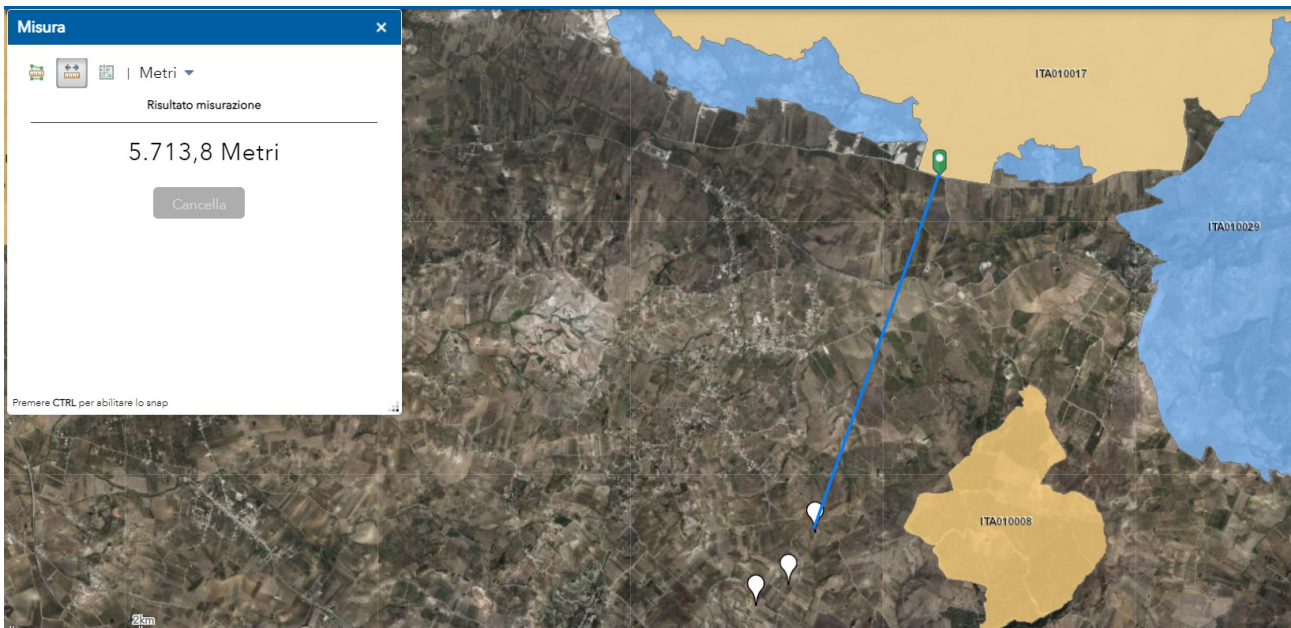 Misura
| Metri
Risultato misurazione
5.713,8 Metri
Cancella
Premere CTRL per abilitare lo snap
ITA010017
ITA010029
ITA010008
2km